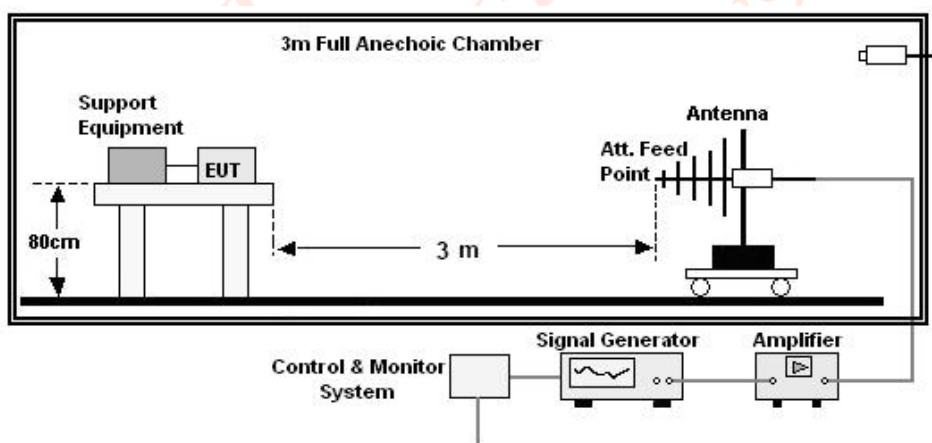 3m Full Anechoic Chamber
Support
Equipment
EUT
80cm
3 m
Antenna
Att. Feed
Point
Signal Generator
Amplifier
Control & Monitor
System